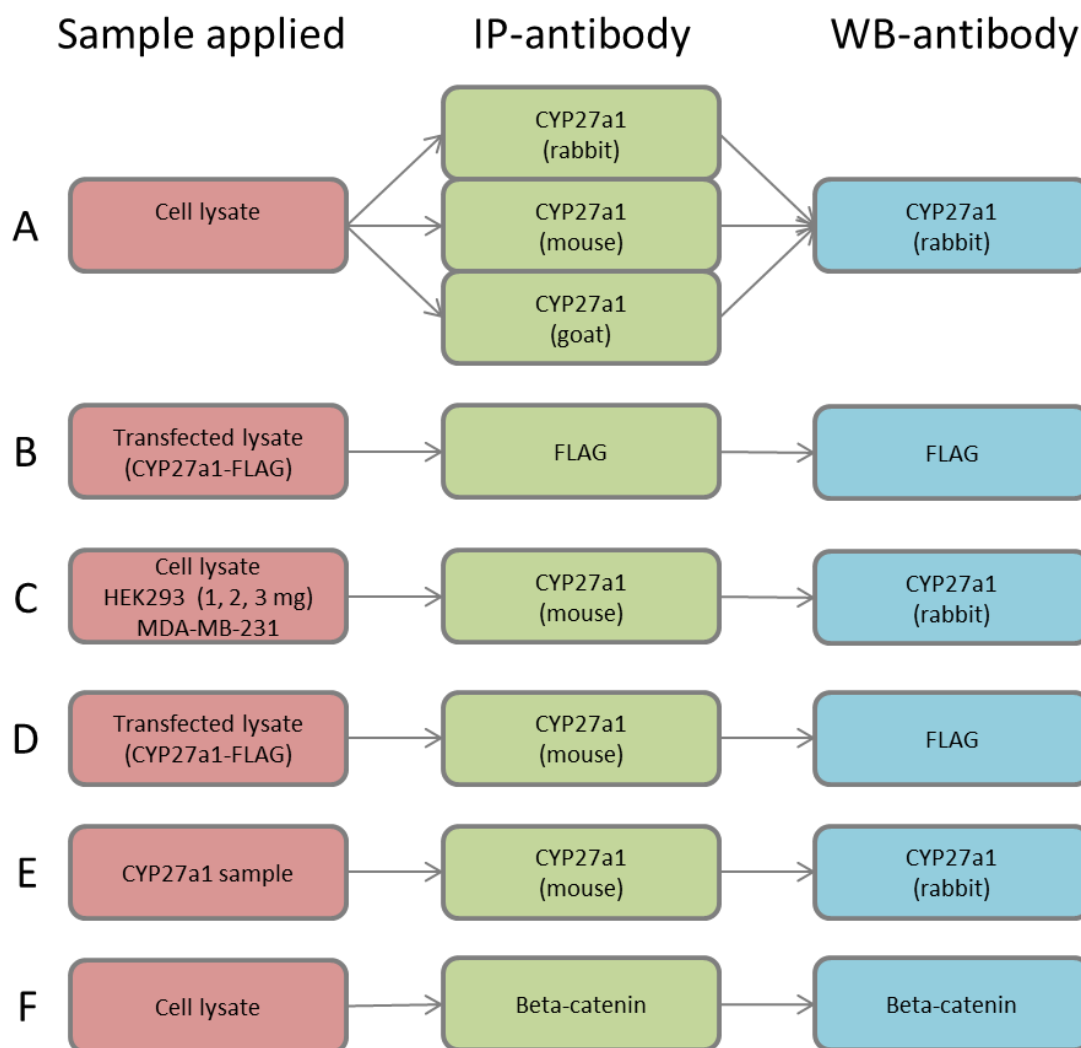 Sample applied IP-antibody WB-antibody
A
Cell lysate
CYP27a1
(rabbit)
CYP27a1
(mouse)
CYP27a1
(goat)
CYP27a1
(rabbit)
B
Transfected lysate
(CYP27a1-FLAG)
FLAG
FLAG
C
Cell lysate
HEK293 (1, 2, 3 mg)
MDA-MB-231
CYP27a1
(mouse)
CYP27a1
(rabbit)
D
Transfected lysate
(CYP27a1-FLAG)
CYP27a1
(mouse)
FLAG
E
CYP27a1 sample
CYP27a1
(mouse)
CYP27a1
(rabbit)
F
Cell lysate
Beta-catenin
Beta-catenin